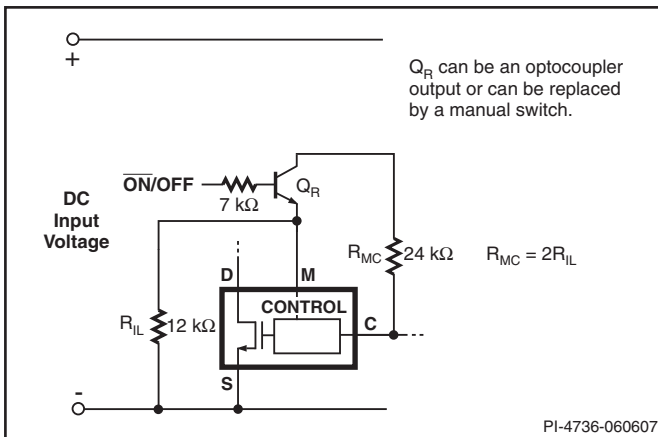 +
Q_R can be an optocoupler
output or can be replaced
by a manual switch.
O̅N̅/OFF
Q_R
7 kΩ
DC
Input
Voltage
R_MC
24 kΩ
R_MC = 2R_IL
D
M
CONTROL
C
R_IL
12 kΩ
S
-
PI-4736-060607